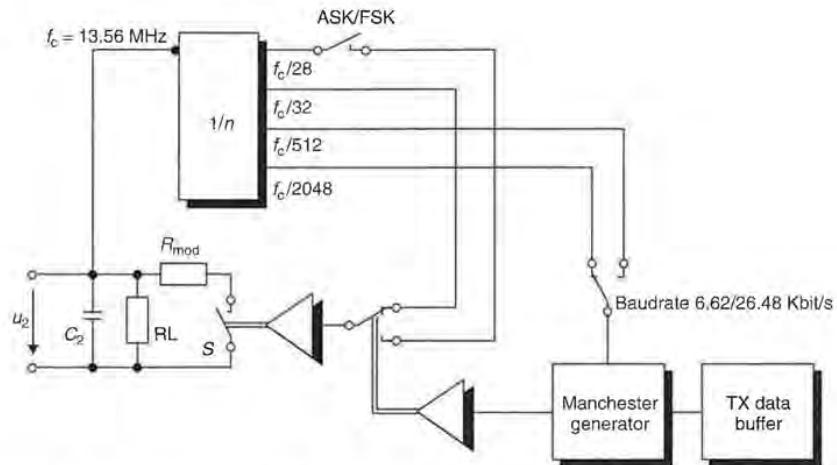 ASK/FSK
f_c = 13,56 MHz
1/n
f_c/28
f_c/32
f_c/512
f_c/2048
R_mod
u_2
C_2
RL
S
Baudrate 6.62/26.48 Kbit/s
Manchester
generator
TX data
buffer